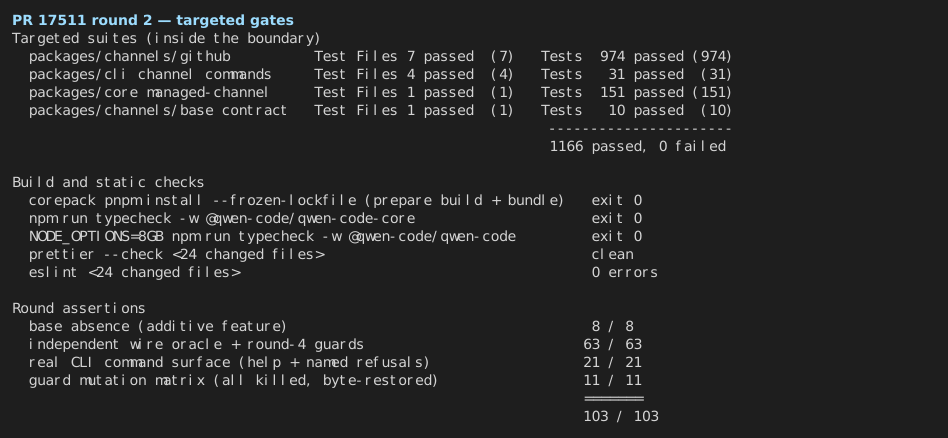 PR 17511 round 2 — targeted gates
Targeted suites (inside the boundary)
packages/channels/github Test Files 7 passed (7) Tests 974 passed (974)
packages/cli channel commands Test Files 4 passed (4) Tests 31 passed (31)
packages/core managed-channel Test Files 1 passed (1) Tests 151 passed (151)
packages/channels/base contract Test Files 1 passed (1) Tests 10 passed (10)
----------------------
1166 passed, 0 failed
Build and static checks
corepack pnpm install --frozen-lockfile (prepare build + bundle) exit 0
npm run typecheck -w @qwen-code/qwen-code-core exit 0
NODE_OPTIONS=8GB npm run typecheck -w @qwen-code/qwen-code exit 0
prettier --check <24 changed files> clean
eslint <24 changed files> 0 errors
Round assertions
base absence (additive feature) 8 / 8
independent wire oracle + round-4 guards 63 / 63
real CLI command surface (help + named refusals) 21 / 21
guard mutation matrix (all killed, byte-restored) 11 / 11
═══════
103 / 103